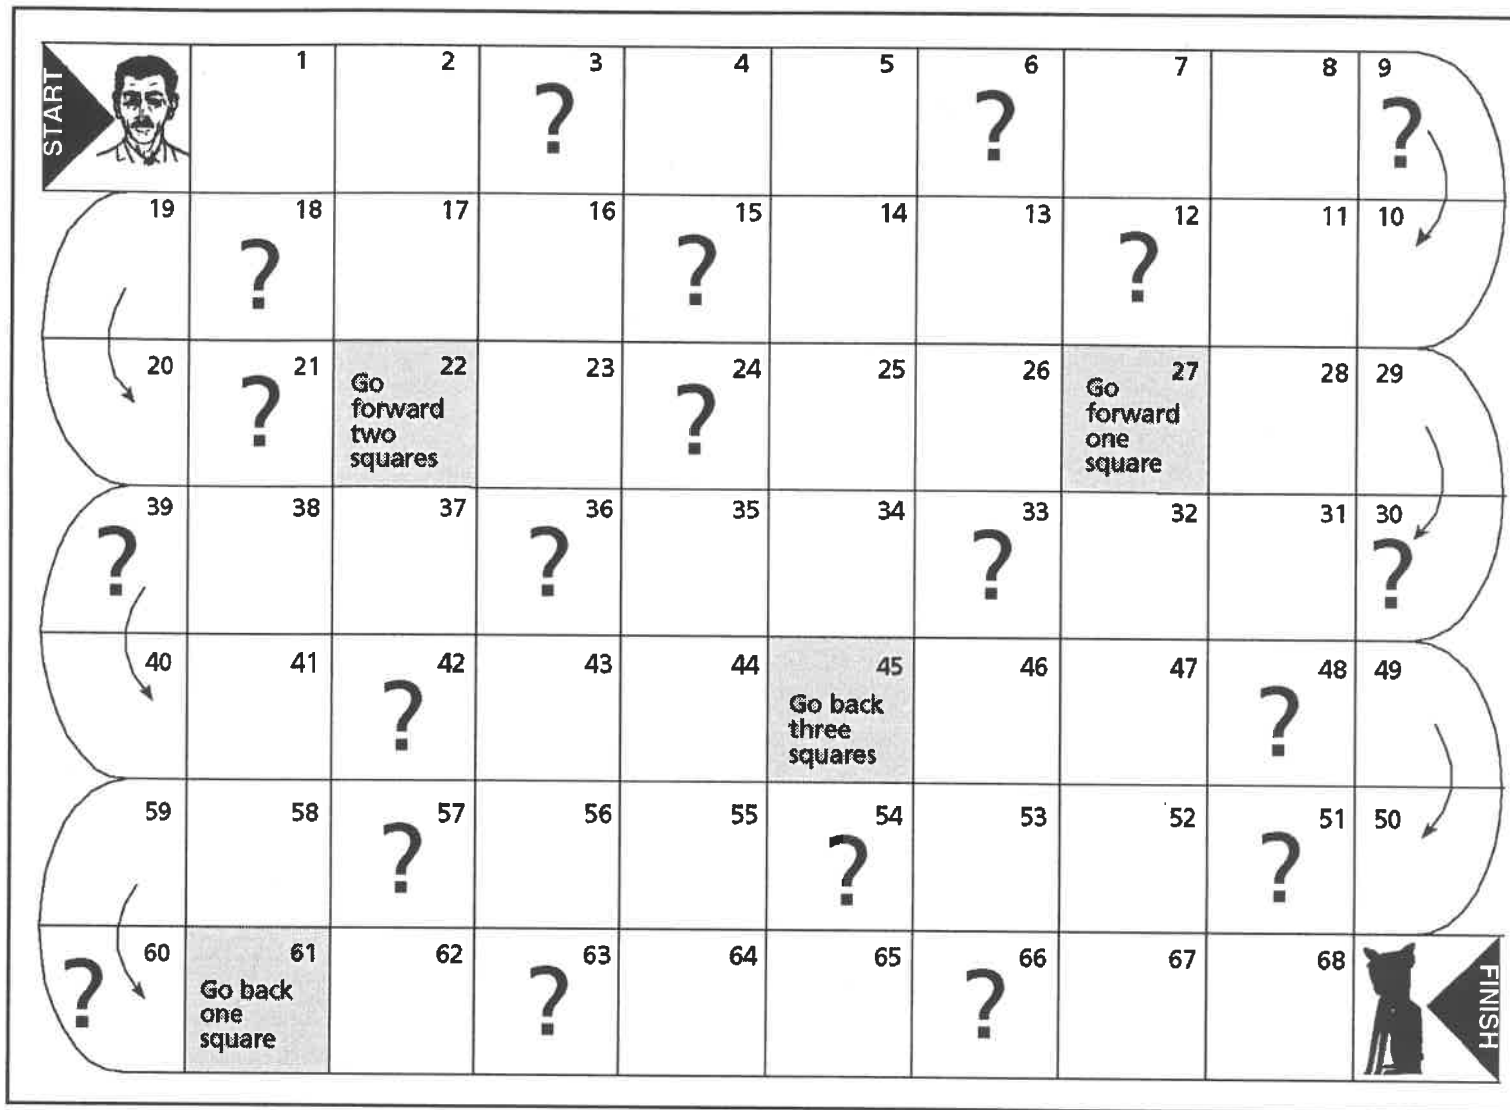 START
1 2 3 4 5 6 7 8 9
?
?
?
19 18 17 16 15 14 13 12 11 10
?
?
?
20 21 22 23 24 25 26 27 28 29
?
Go
forward
two
squares
?
Go
forward
one
square
39 38 37 36 35 34 33 32 31 30
?
?
?
?
40 41 42 43 44 45 46 47 48 49
?
Go back
three
squares
?
59 58 57 56 55 54 53 52 51 50
?
?
?
60 61 62 63 64 65 66 67 68
?
Go back
one
square
?
?
FINISH